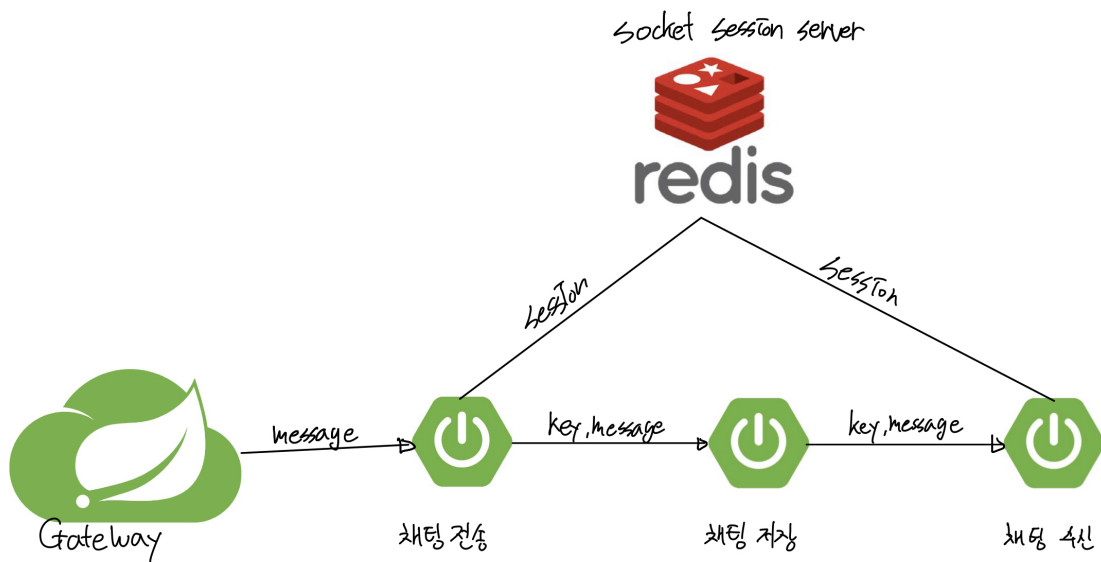 socket session server
redis
session
session
message
key, message
key, message
Gateway
채팅 전송
채팅 저장
채팅 수신